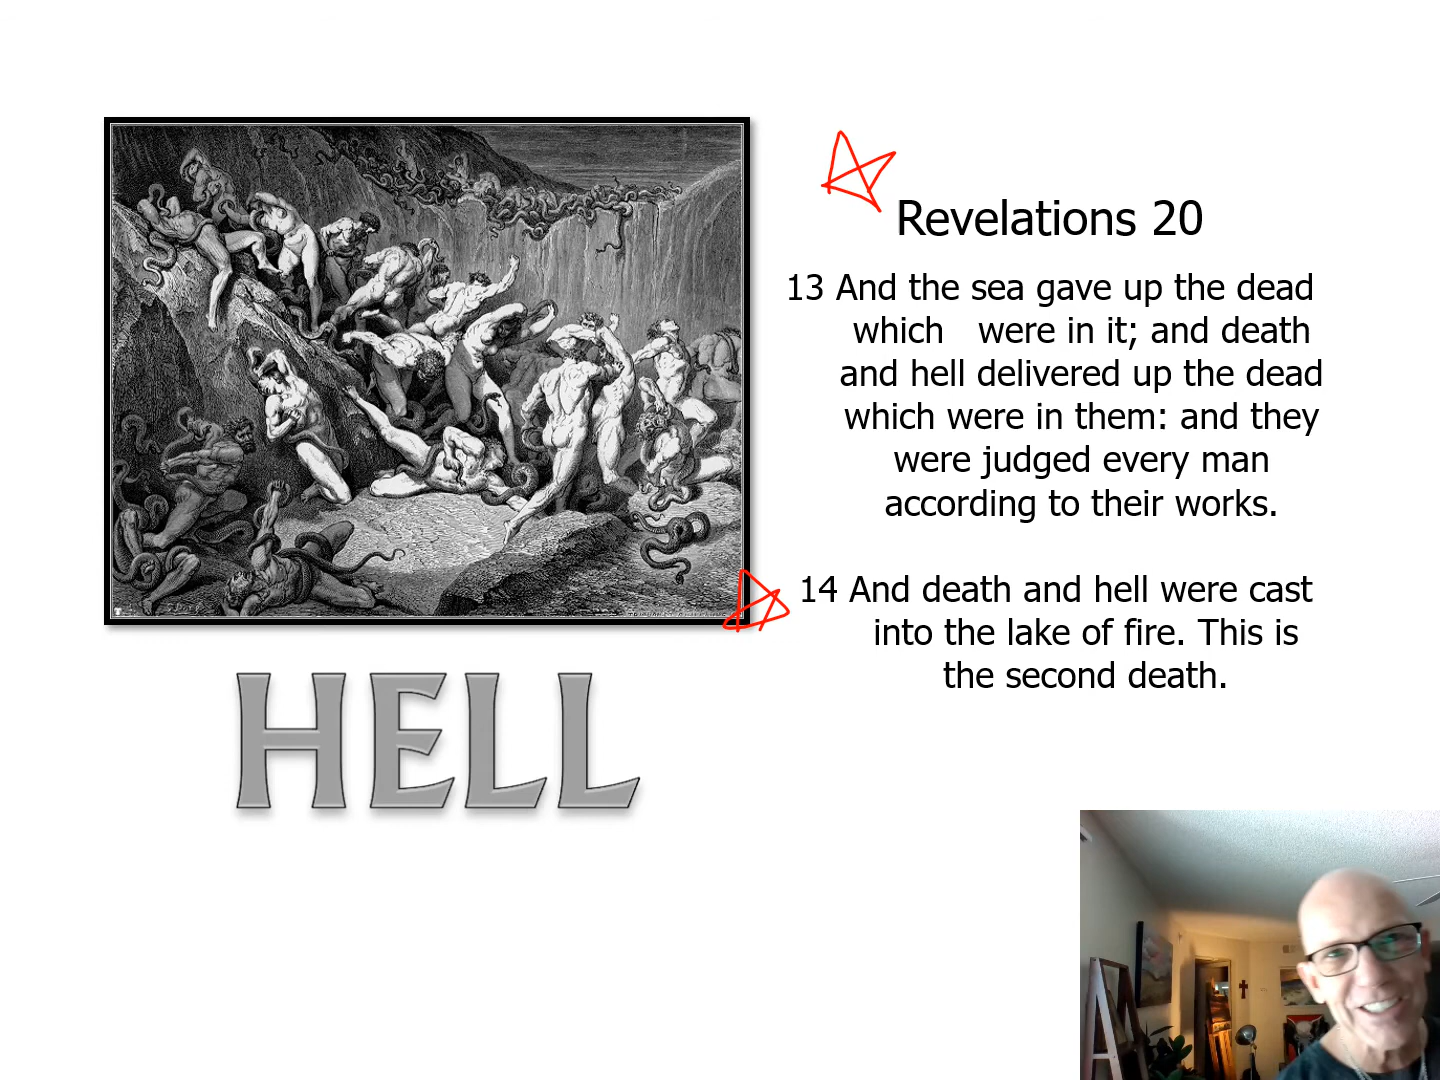 Revelations 20
13 And the sea gave up the dead
which were in it; and death
and hell delivered up the dead
which were in them: and they
were judged every man
according to their works.
14 And death and hell were cast
into the lake of fire. This is
the second death.
HELL